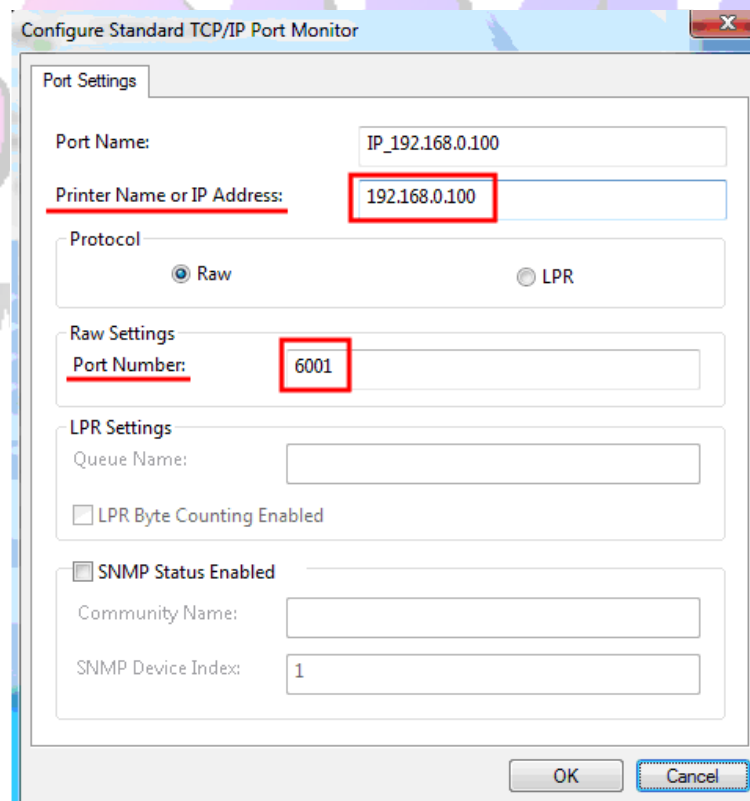 Configure Standard TCP/IP Port Monitor
Port Settings
Port Name: IP_192.168.0.100
Printer Name or IP Address: 192.168.0.100
Protocol
Raw LPR
Raw Settings
Port Number: 6001
LPR Settings
Queue Name:
LPR Byte Counting Enabled
SNMP Status Enabled
Community Name:
SNMP Device Index: 1
OK Cancel